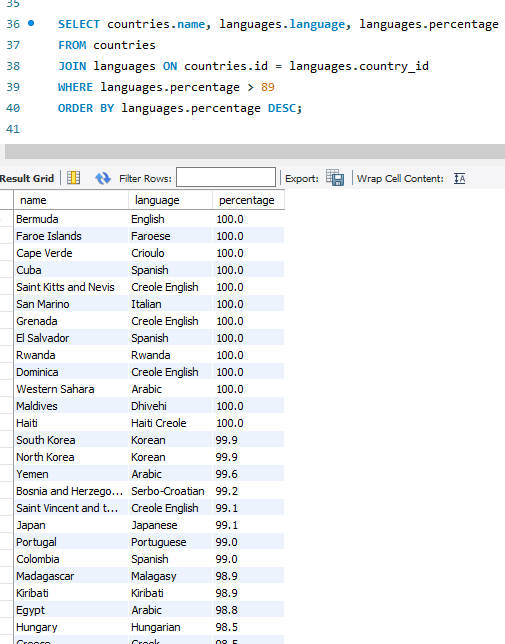 35
36 SELECT countries.name, languages.language, languages.percentage
37 FROM countries
38 JOIN languages ON countries.id = languages.country_id
39 WHERE languages.percentage > 89
40 ORDER BY languages.percentage DESC;
41
Result Grid Filter Rows: Export: Wrap Cell Content: IA
name language percentage
Bermuda English 100.0
Faroe Islands Faroese 100.0
Cape Verde Crioulo 100.0
Cuba Spanish 100.0
Saint Kitts and Nevis Creole English 100.0
San Marino Italian 100.0
Grenada Creole English 100.0
El Salvador Spanish 100.0
Rwanda Rwanda 100.0
Dominica Creole English 100.0
Western Sahara Arabic 100.0
Maldives Dhivehi 100.0
Haiti Haiti Creole 100.0
South Korea Korean 99.9
North Korea Korean 99.9
Yemen Arabic 99.6
Bosnia and Herzego... Serbo-Croatian 99.2
Saint Vincent and t... Creole English 99.1
Japan Japanese 99.1
Portugal Portuguese 99.0
Colombia Spanish 99.0
Madagascar Malagasy 98.9
Kiribati Kiribati 98.9
Egypt Arabic 98.8
Hungary Hungarian 98.5
Greece Greek 98.5